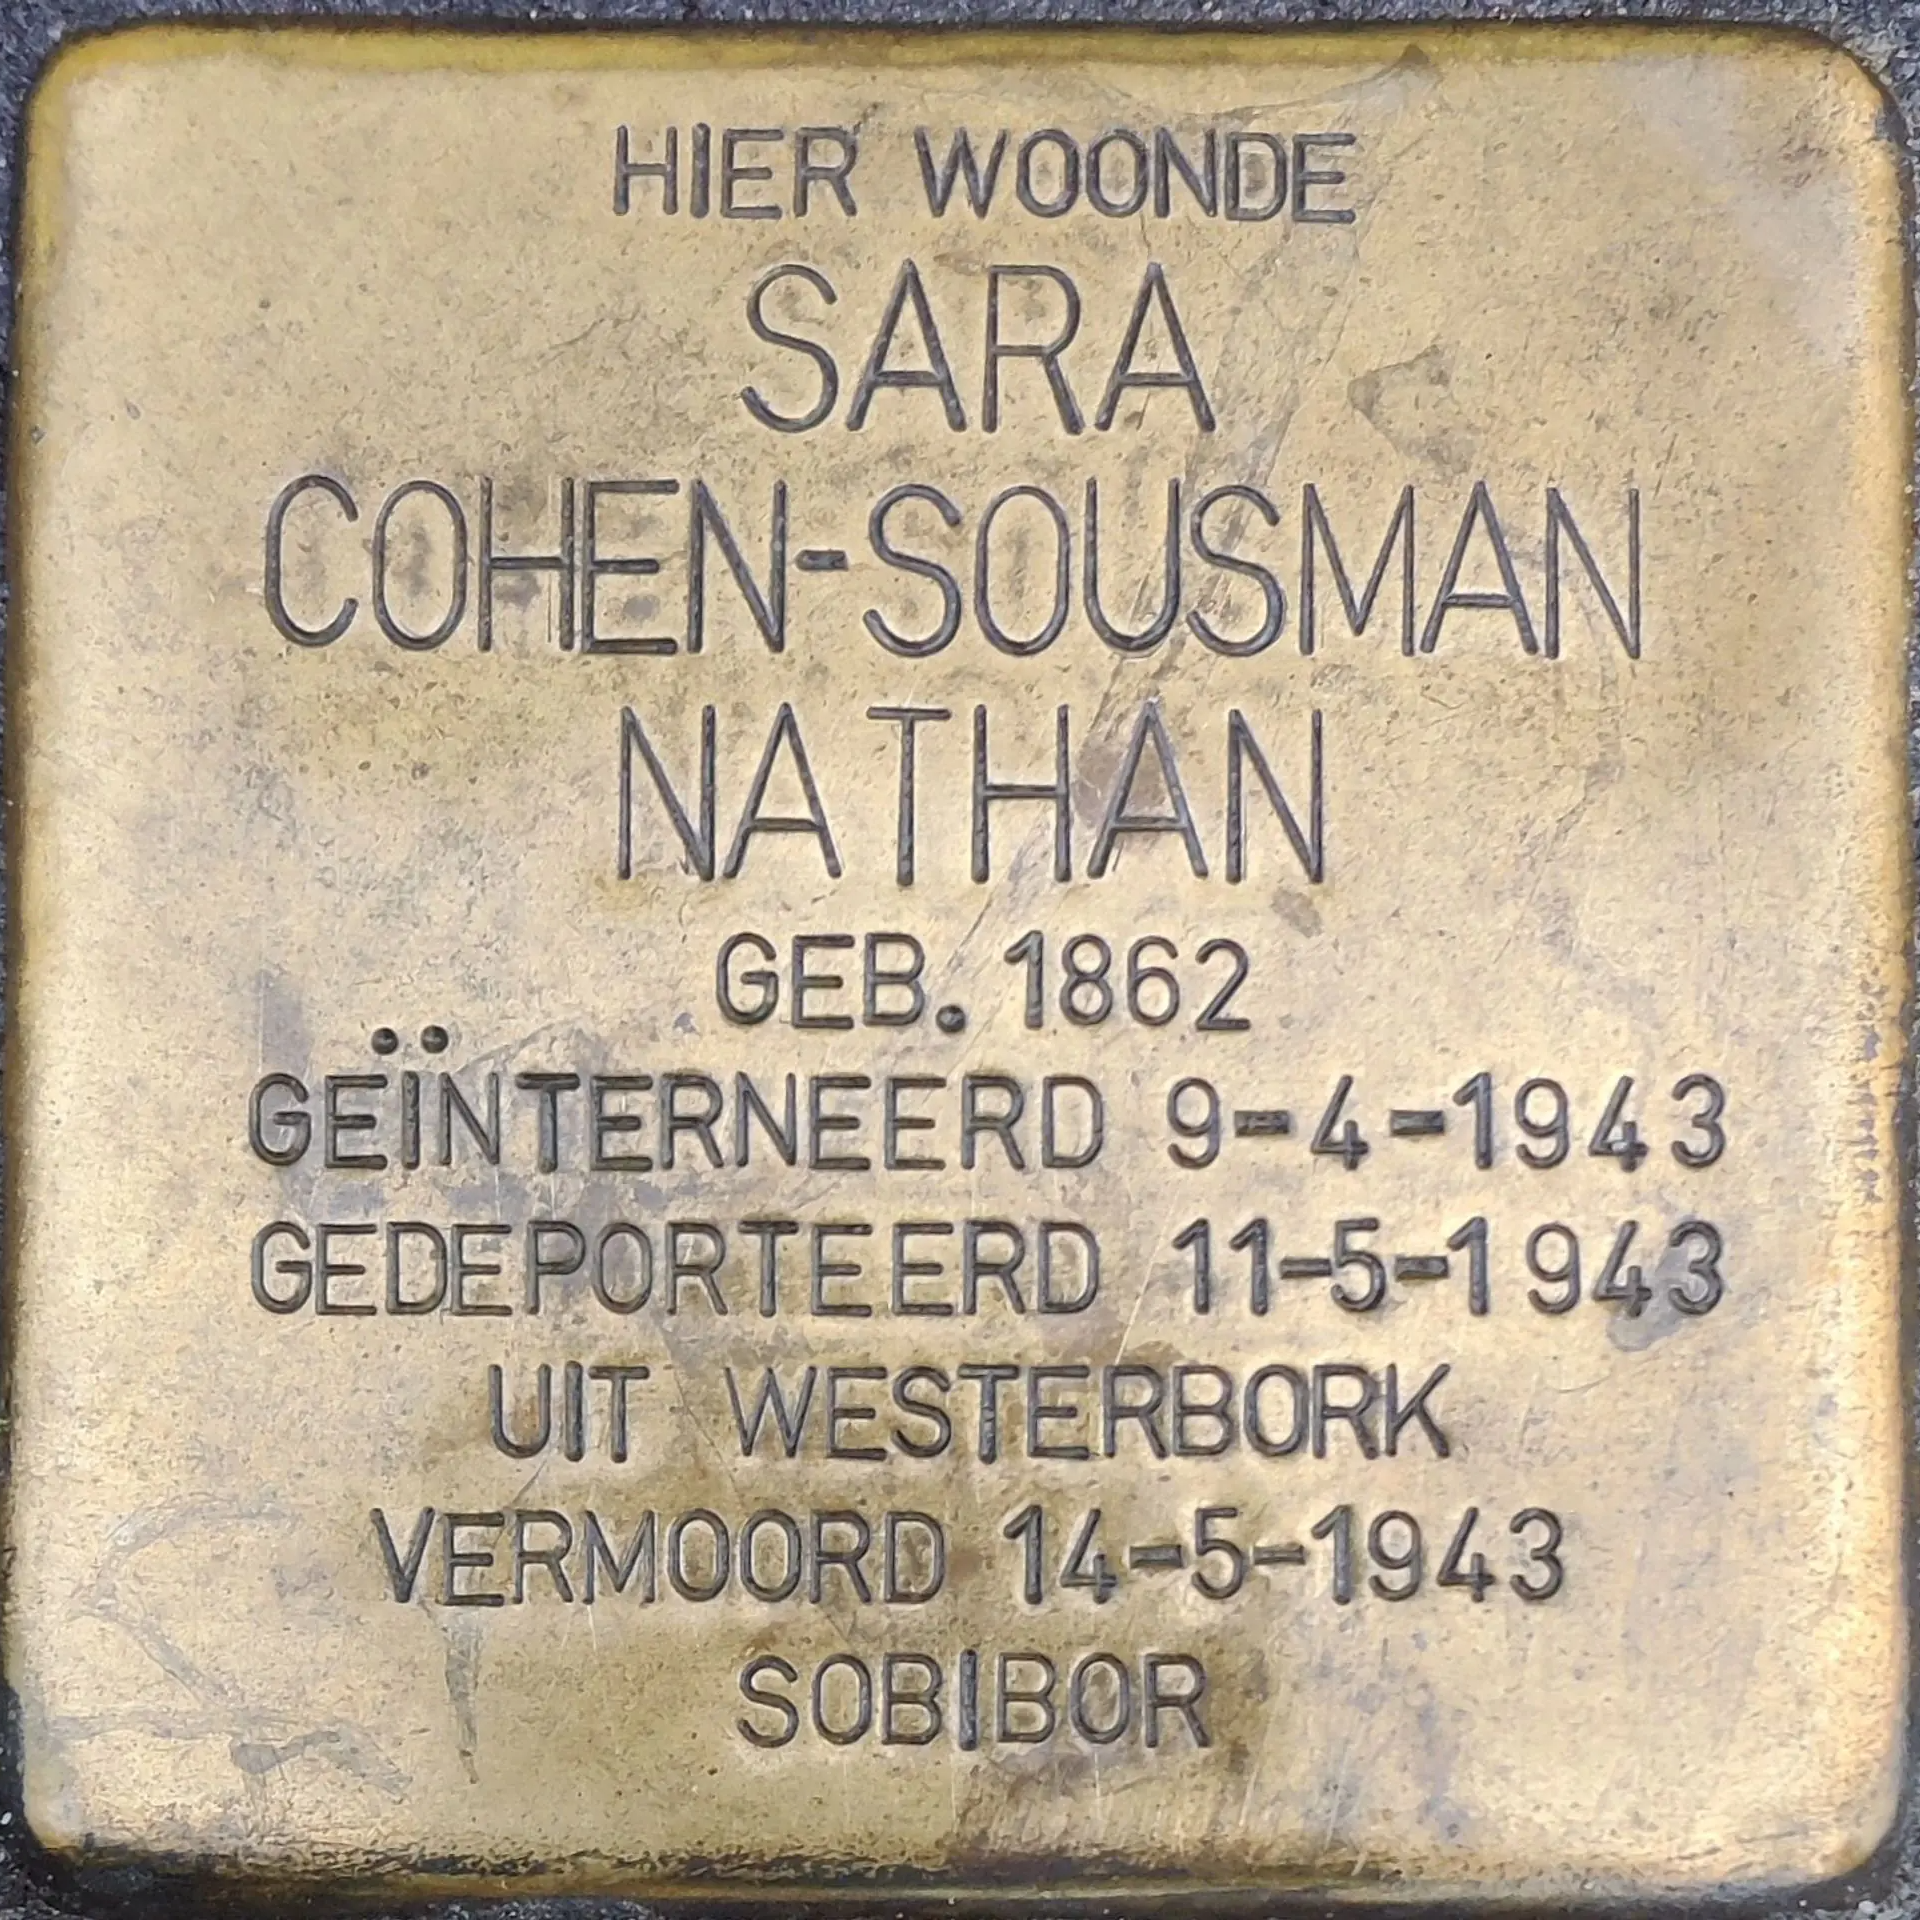 HIER WOONDE
SARA
COHEN-SOUSMAN
NATHAN
GEB. 1862
GEÏNTERNEERD 9-4-1943
GEDEPORTEERD 11-5-1943
UIT WESTERBORK
VERMOORD 14-5-1943
SOBIBOR